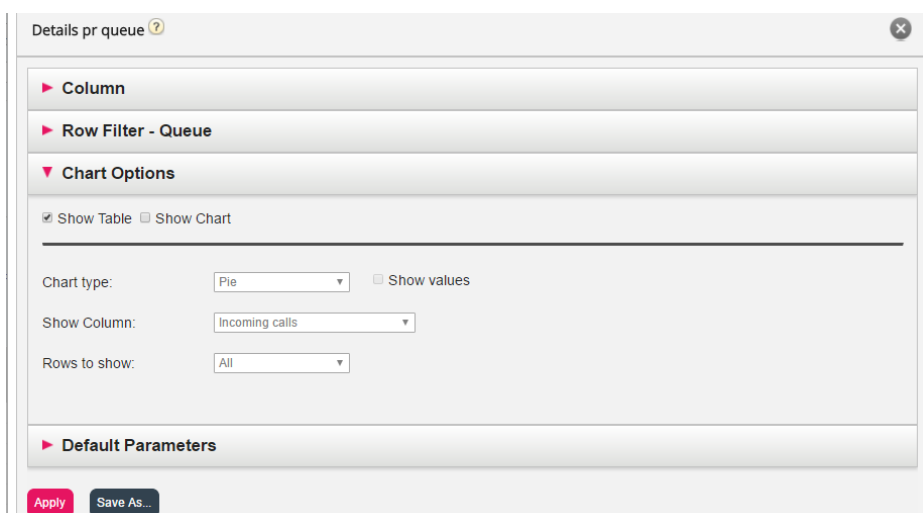 Details pr queue ?
Column
Row Filter - Queue
Chart Options
Show Table Show Chart
Chart type: Pie Show values
Show Column: Incoming calls
Rows to show: All
Default Parameters
Apply Save As...